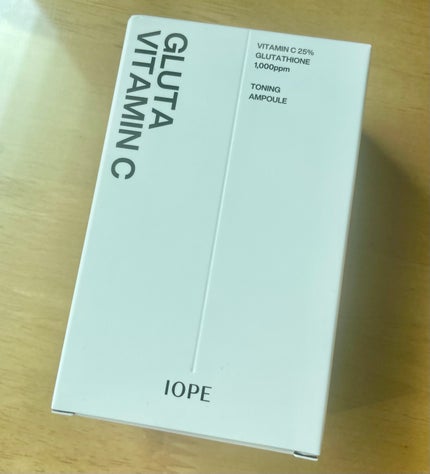 GLUTA
VITAMIN C
VITAMIN C 25%
GLUTATHIONE
1,000ppm
TONING
AMPOULE
IOPE